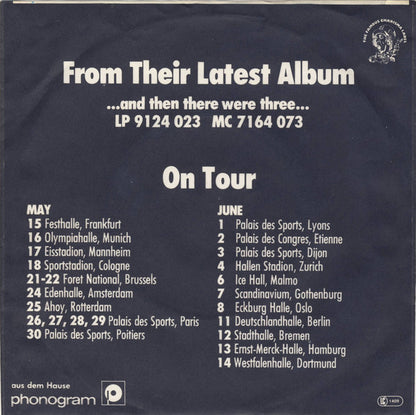 THE FAMOUS CHARISMA LABEL
From Their Latest Album
...and then there were three...
LP 9124 023 MC 7164 073
On Tour
MAY
15 Festhalle, Frankfurt
16 Olympiahalle, Munich
17 Eisstadion, Mannheim
18 Sportstadion, Cologne
21-22 Foret National, Brussels
24 Edenhalle, Amsterdam
25 Ahoy, Rotterdam
26, 27, 28, 29 Palais des Sports, Paris
30 Palais des Sports, Poitiers
JUNE
1 Palais des Sports, Lyons
2 Palais des Congres, Etienne
3 Palais des Sports, Dijon
4 Hallen Stadion, Zurich
6 Ice Hall, Malmo
7 Scandinavium, Gothenburg
8 Eckburg Halle, Oslo
11 Deutschlandhalle, Berlin
12 Stadthalle, Bremen
13 Ernst-Merck-Halle, Hamburg
14 Westfalenhalle, Dortmund
aus dem Hause
phonogram